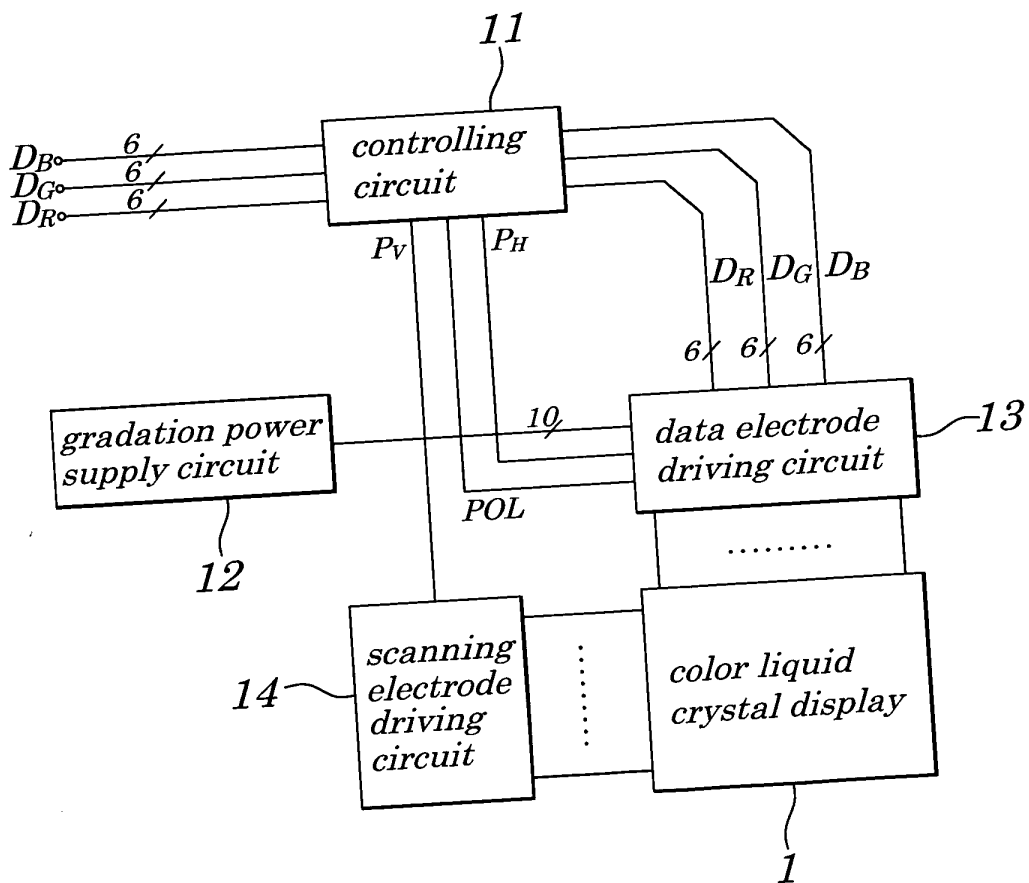 11
controlling
circuit
DB
6
DG
6
DR
6
PV
PH
DR
DG
DB
6
6
6
gradation power
supply circuit
12
10
POL
data electrode
driving circuit
13
.........
scanning
electrode
driving
circuit
14
color liquid
crystal display
1